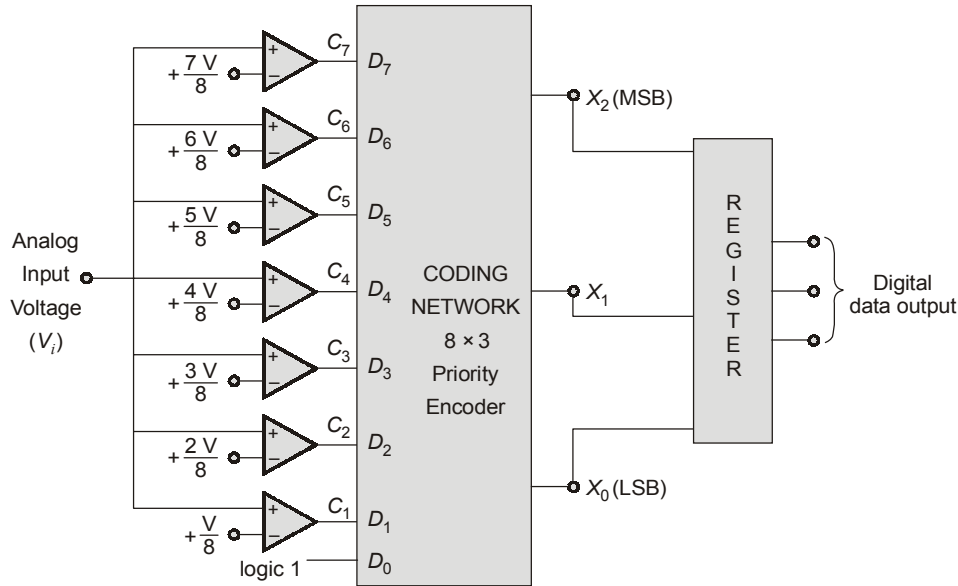 C7
+ 7 V/8
+
−
D7
X2 (MSB)
C6
+ 6 V/8
+
−
D6
C5
+ 5 V/8
+
−
D5
Analog
Input
Voltage
(Vi)
C4
+ 4 V/8
+
−
D4
CODING
NETWORK
8 × 3
Priority
Encoder
X1
REGISTER
Digital
data output
C3
+ 3 V/8
+
−
D3
C2
+ 2 V/8
+
−
D2
X0 (LSB)
C1
+ V/8
+
−
D1
logic 1
D0